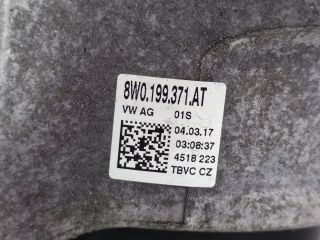 8W0.199.371.AT
VW AG 01S
04.03.17
03:08:37
4518 223
TBVC CZ